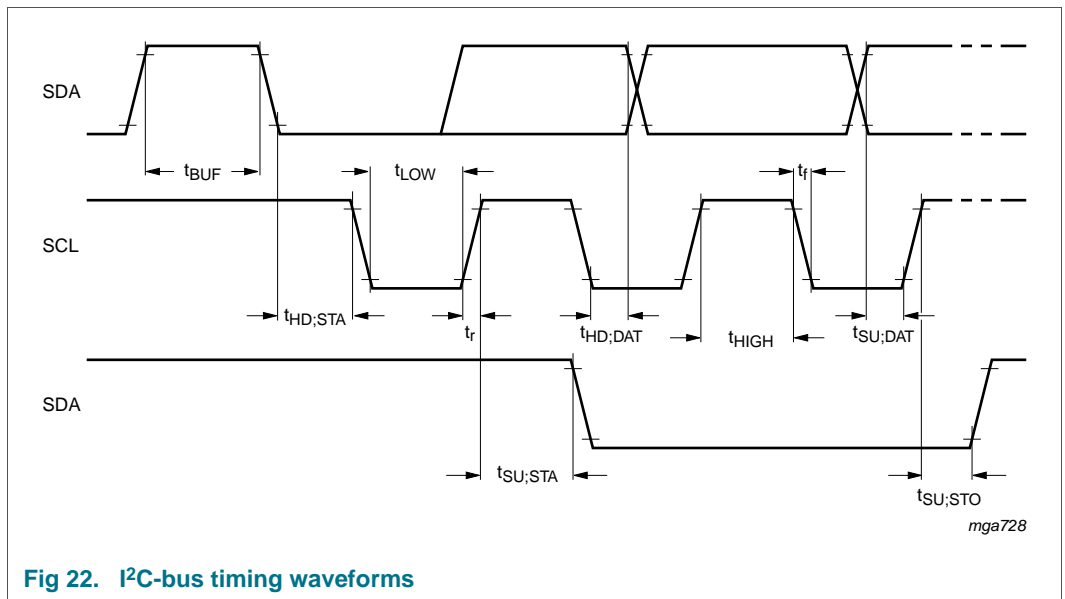 SDA
tBUF
tLOW
tf
SCL
tHD;STA
tr
tHD;DAT
tHIGH
tSU;DAT
SDA
tSU;STA
tSU;STO
mga728
Fig 22. I²C-bus timing waveforms